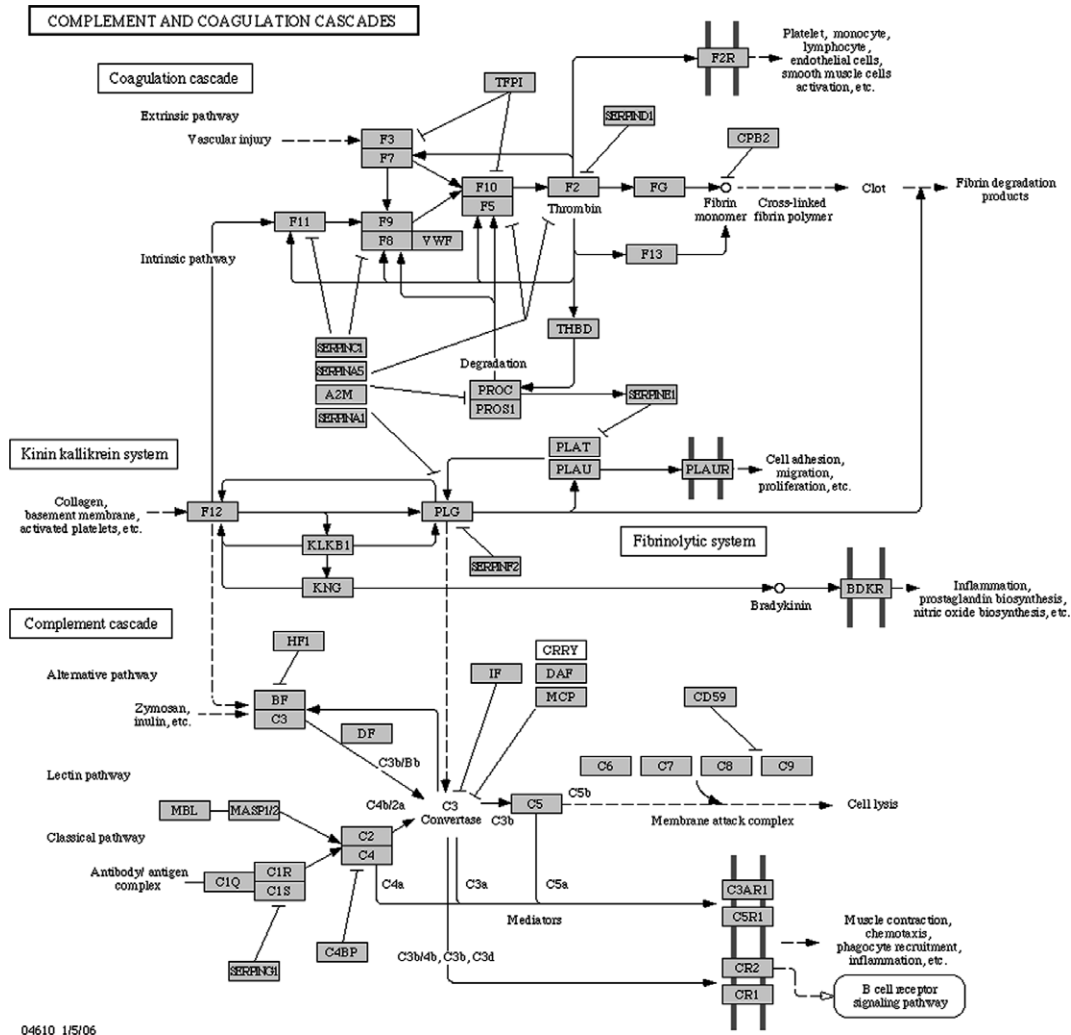 COMPLEMENT AND COAGULATION CASCADES
Coagulation cascade
TFPI
F2R
Platelet, monocyte,
lymphocyte,
endothelial cells,
smooth muscle cells
activation, etc.
Extrinsic pathway
Vascular injury
F3
F7
SERPIND1
CPB2
F10
F5
F2
Thrombin
FG
Fibrin
monomer
Cross-linked
fibrin polymer
Clot
Fibrin degradation
products
F11
F9
F8
VWF
F13
Intrinsic pathway
THBD
SERPINC1
SERPINA5
A2M
SERPINA1
Degradation
PROC
PROS1
SERPINE1
Kinin kallikrein system
PLAT
PLAU
PLAUR
Cell adhesion,
migration,
proliferation, etc.
Collagen,
basement membrane,
activated platelets, etc.
F12
PLG
KLKB1
SERPINF2
Fibrinolytic system
KNG
Bradykinin
BDKR
Inflammation,
prostaglandin biosynthesis,
nitric oxide biosynthesis, etc.
Complement cascade
HF1
Alternative pathway
IF
CRRY
DAF
MCP
CD59
Zymosan,
inulin, etc.
BF
C3
DF
C3b/Bb
Lectin pathway
C6
C7
C8
C9
C5b
MBL
MASP1/2
C4b/2a
C3
Convertase
C3b
C5
Cell lysis
Membrane attack complex
Classical pathway
C2
C4
Antibody/ antigen
complex
C1Q
C1R
C1S
C4a
C3a
C5a
Mediators
C3AR1
C5R1
Muscle contraction,
chemotaxis,
phagocyte recruitment,
inflammation, etc.
SERPING1
C4BP
C3b/4b, C3b, C3d
CR2
CR1
B cell receptor
signaling pathway
04610 1/5/06